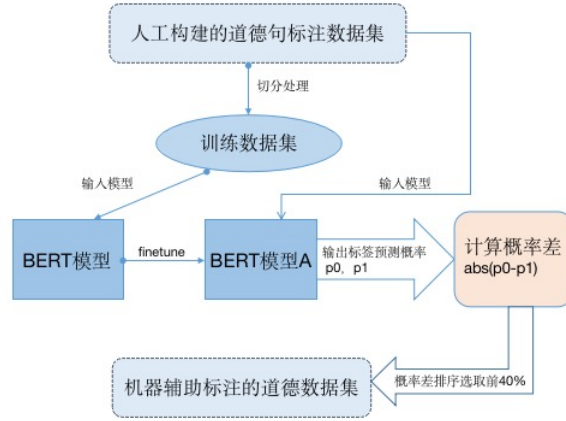 人工构建的道德句标注数据集
切分处理
训练数据集
输入模型
输入模型
BERT模型
finetune
BERT模型A
输出标签预测概率
p0，p1
计算概率差
abs(p0-p1)
机器辅助标注的道德数据集
概率差排序选取前40%